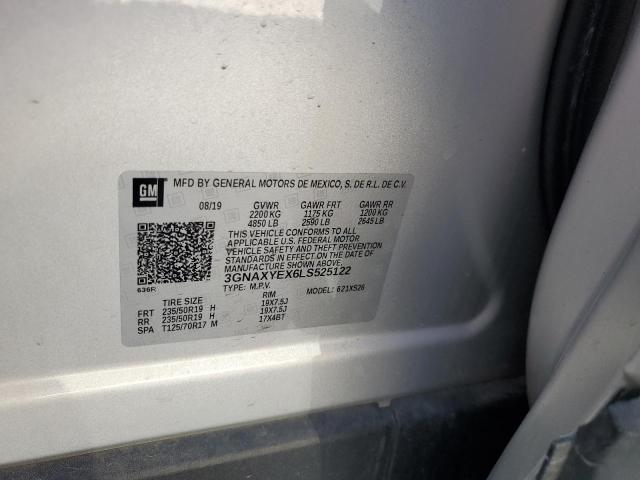 GM
MFD BY GENERAL MOTORS DE MEXICO, S. DE R.L. DE C.V.
08/19 GVWR GAWR FRT GAWR RR
2200 KG 1175 KG 1200 KG
4850 LB 2590 LB 2645 LB
THIS VEHICLE CONFORMS TO ALL
APPLICABLE U.S. FEDERAL MOTOR
VEHICLE SAFETY AND THEFT PREVENTION
STANDARDS IN EFFECT ON THE DATE OF
MANUFACTURE SHOWN ABOVE.
3GNAXYEX6LS525122
636R TYPE: M.P.V. MODEL: 621XS26
TIRE SIZE RIM
FRT 235/50R19 H 19X7.5J
RR 235/50R19 H 19X7.5J
SPA T125/70R17 M 17X4BT